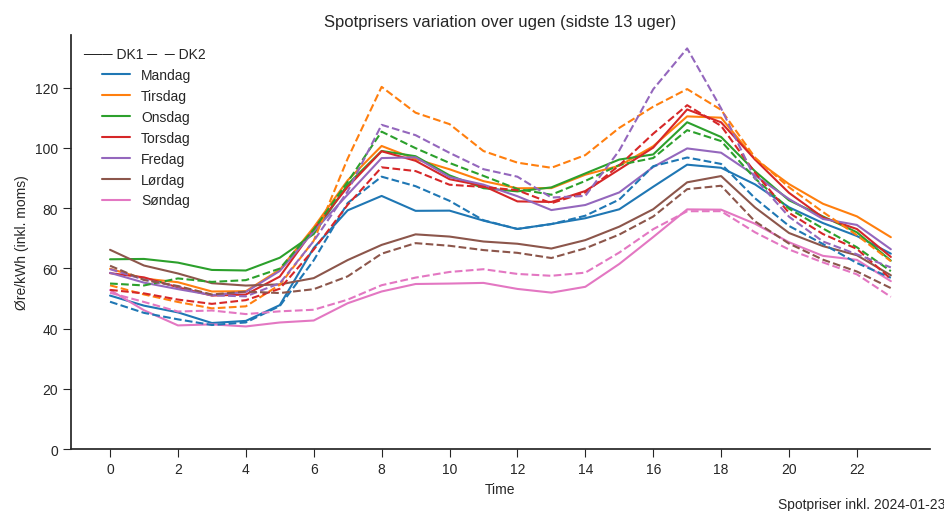 Spotprisers variation over ugen (sidste 13 uger)
DK1 DK2
Mandag
Tirsdag
Onsdag
Torsdag
Fredag
Lørdag
Søndag
Øre/kWh (inkl. moms)
120
100
80
60
40
20
0
0 2 4 6 8 10 12 14 16 18 20 22
Time
Spotpriser inkl. 2024-01-23